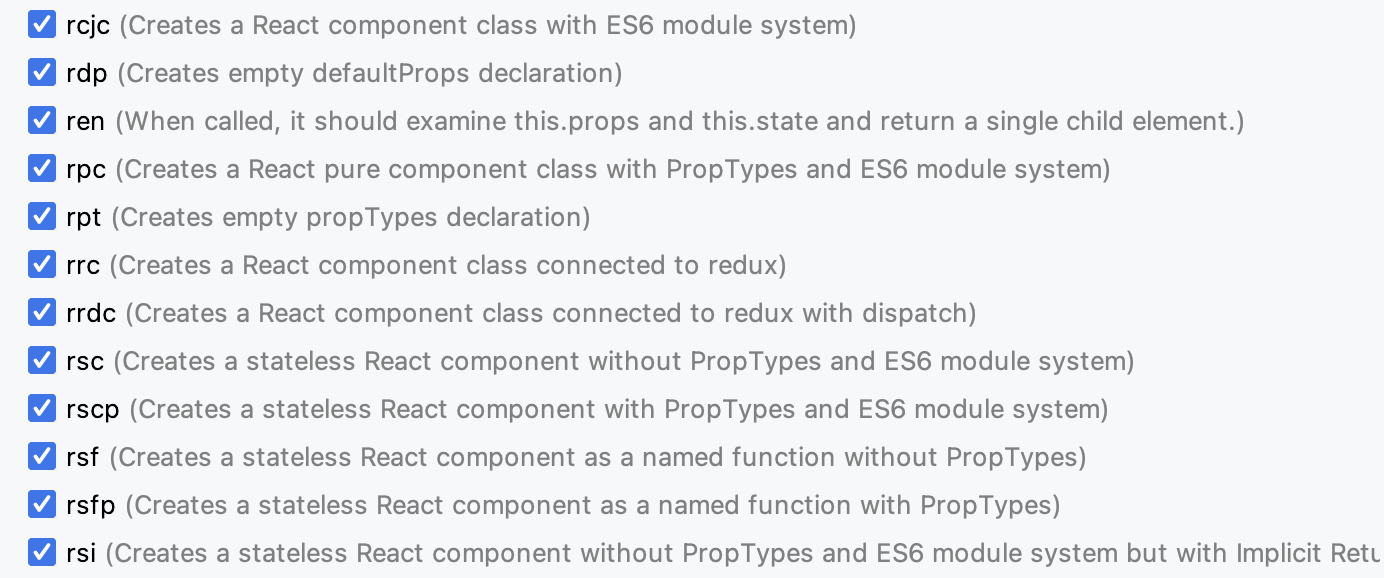 rcjc (Creates a React component class with ES6 module system)
rdp (Creates empty defaultProps declaration)
ren (When called, it should examine this.props and this.state and return a single child element.)
rpc (Creates a React pure component class with PropTypes and ES6 module system)
rpt (Creates empty propTypes declaration)
rrc (Creates a React component class connected to redux)
rrdc (Creates a React component class connected to redux with dispatch)
rsc (Creates a stateless React component without PropTypes and ES6 module system)
rscp (Creates a stateless React component with PropTypes and ES6 module system)
rsf (Creates a stateless React component as a named function without PropTypes)
rsfp (Creates a stateless React component as a named function with PropTypes)
rsi (Creates a stateless React component without PropTypes and ES6 module system but with Implicit